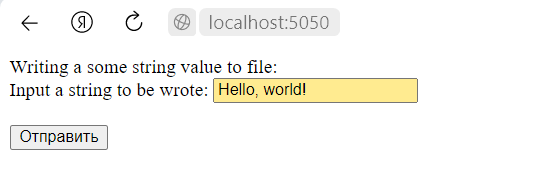 Я localhost:5050
Writing a some string value to file:
Input a string to be wrote: Hello, world!
Отправить